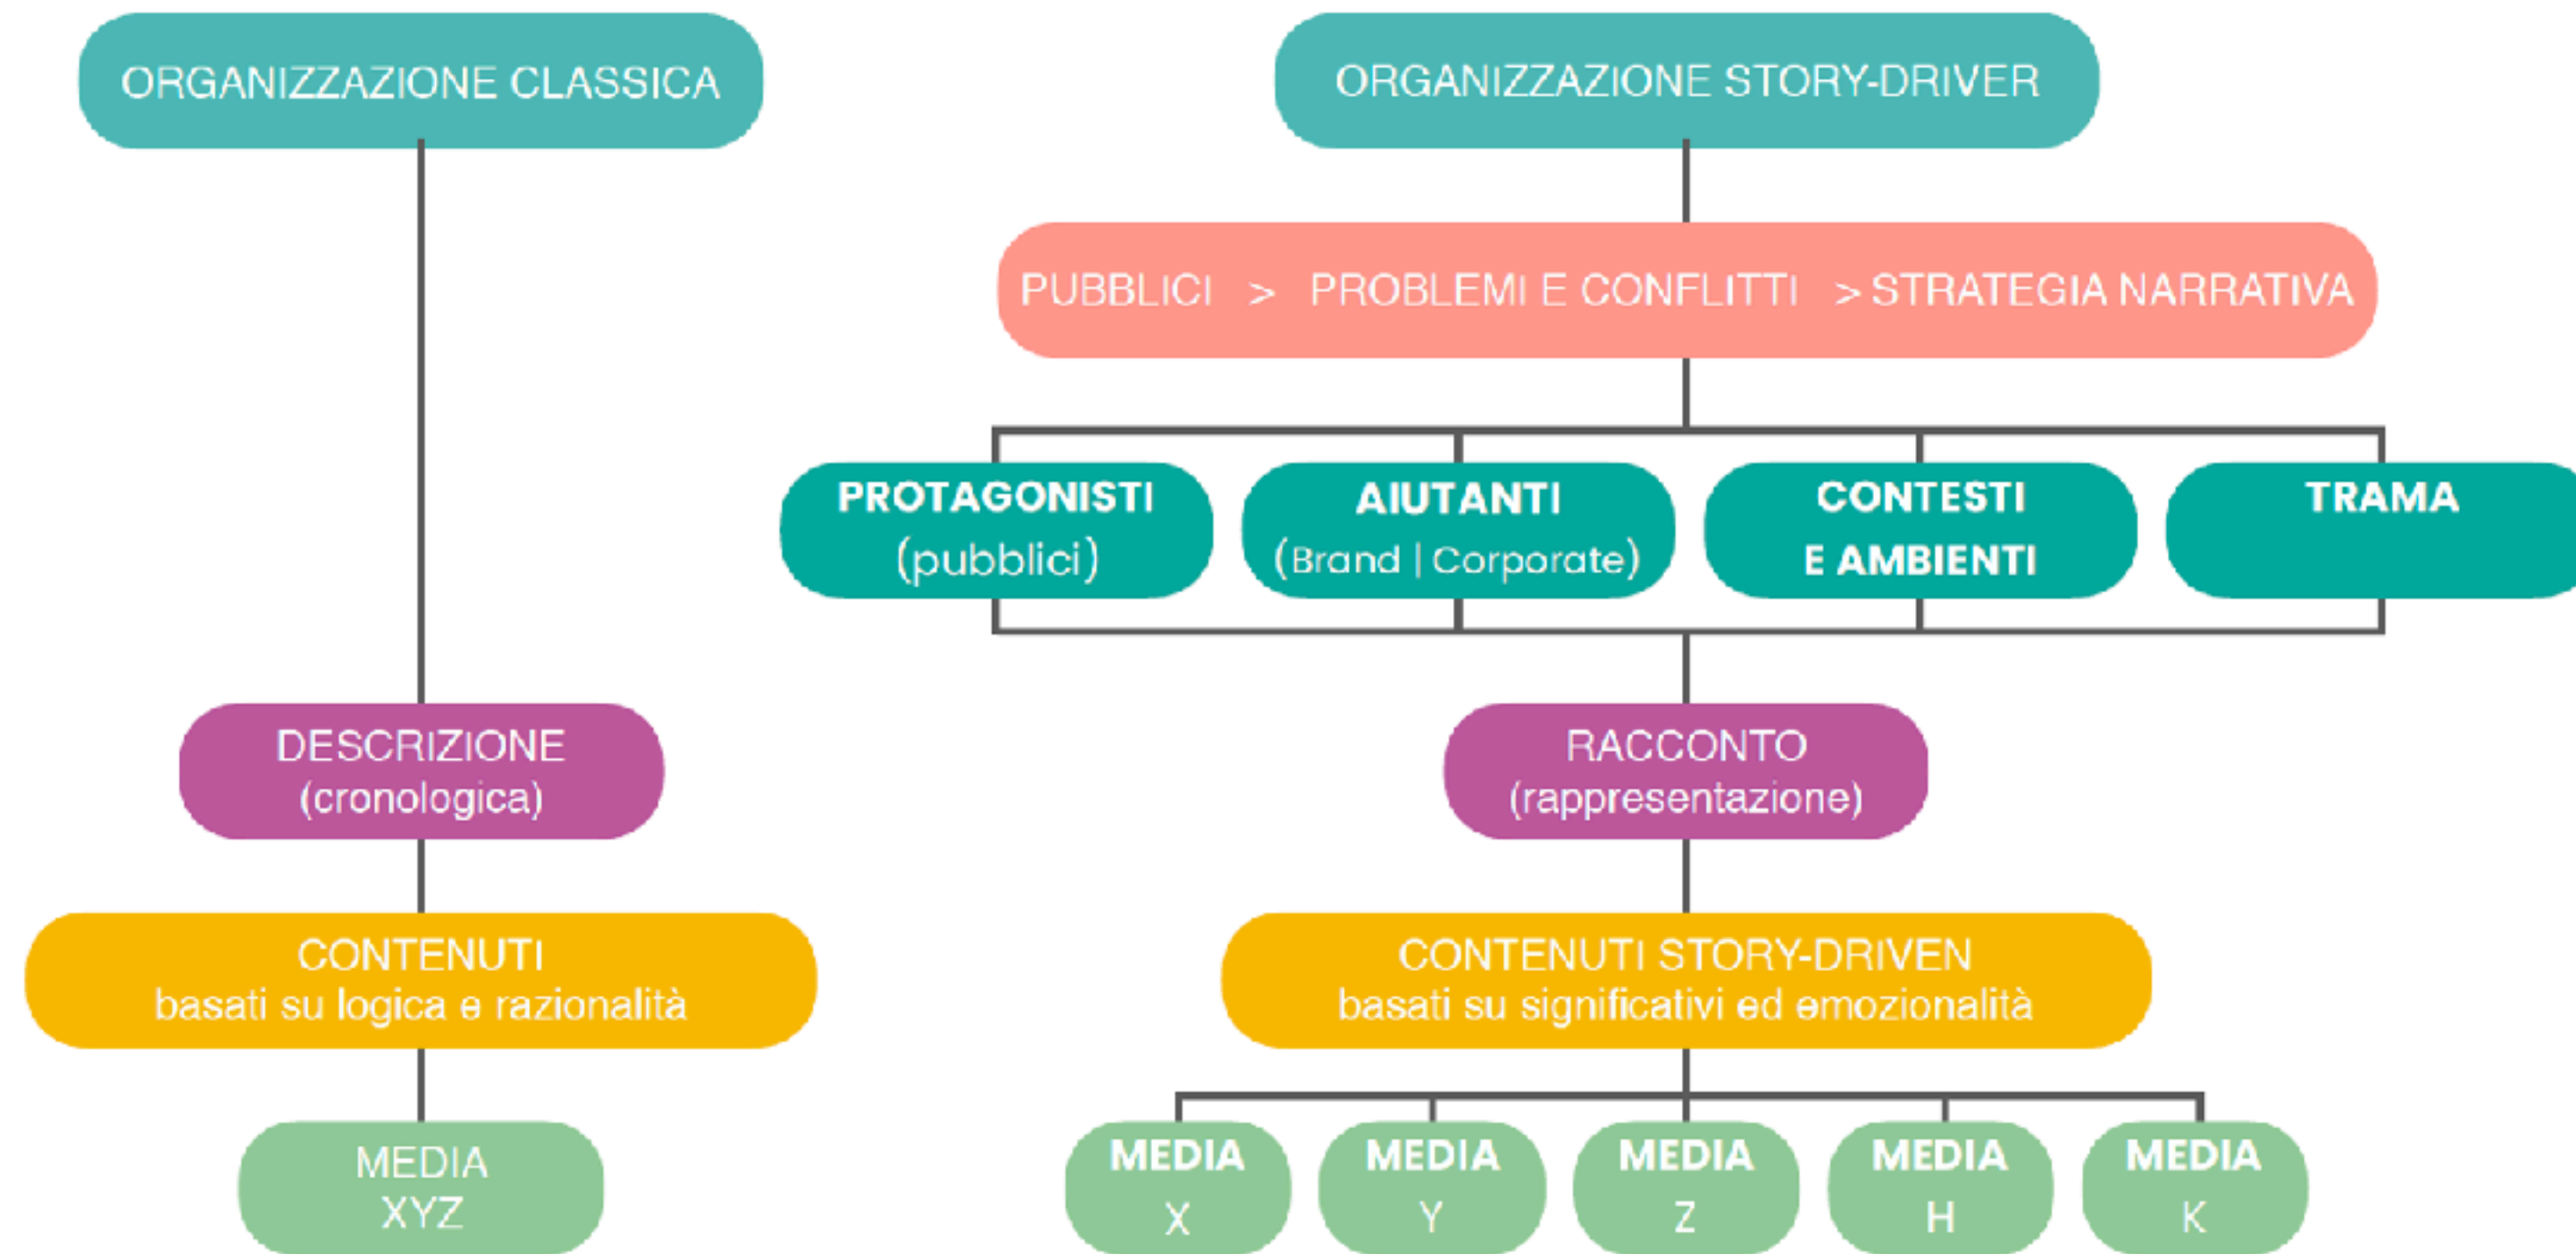 ORGANIZZAZIONE CLASSICA
ORGANIZZAZIONE STORY-DRIVER
PUBBLICI > PROBLEMI E CONFLITTI > STRATEGIA NARRATIVA
PROTAGONISTI
(pubblici)
AIUTANTI
(Brand | Corporate)
CONTESTI
E AMBIENTI
TRAMA
DESCRIZIONE
(cronologica)
RACCONTO
(rappresentazione)
CONTENUTI
basati su logica e razionalità
CONTENUTI STORY-DRIVEN
basati su significativi ed emozionalità
MEDIA
XYZ
MEDIA
X
MEDIA
Y
MEDIA
Z
MEDIA
H
MEDIA
K